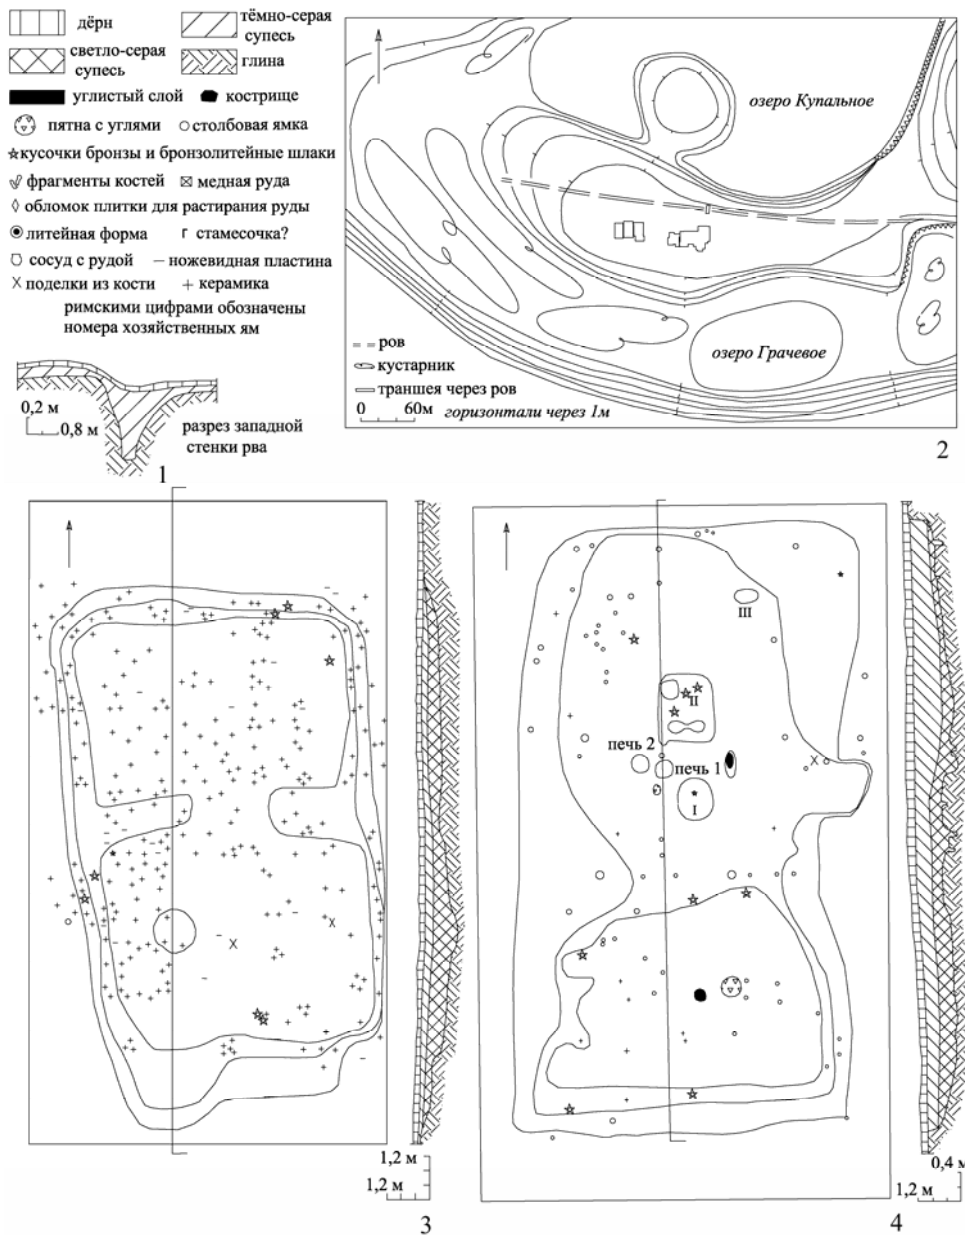 дёрн
тёмно-серая
супесь
светло-серая
супесь
глина
углистый слой
кострище
пятна с углями
столбовая ямка
кусочки бронзы и бронзолитейные шлаки
фрагменты костей
медная руда
обломок плитки для растирания руды
литейная форма
стамесочка?
сосуд с рудой
ножевидная пластина
поделки из кости
керамика
римскими цифрами обозначены
номера хозяйственных ям
0,2 м
0,8 м
разрез западной
стенки рва
1
озеро Купальное
озеро Грачевое
ров
кустарник
траншея через ров
0 60м
горизонтали через 1м
2
1,2 м
1,2 м
3
III
II
печь 2
печь 1
I
0,4 м
1,2 м
4